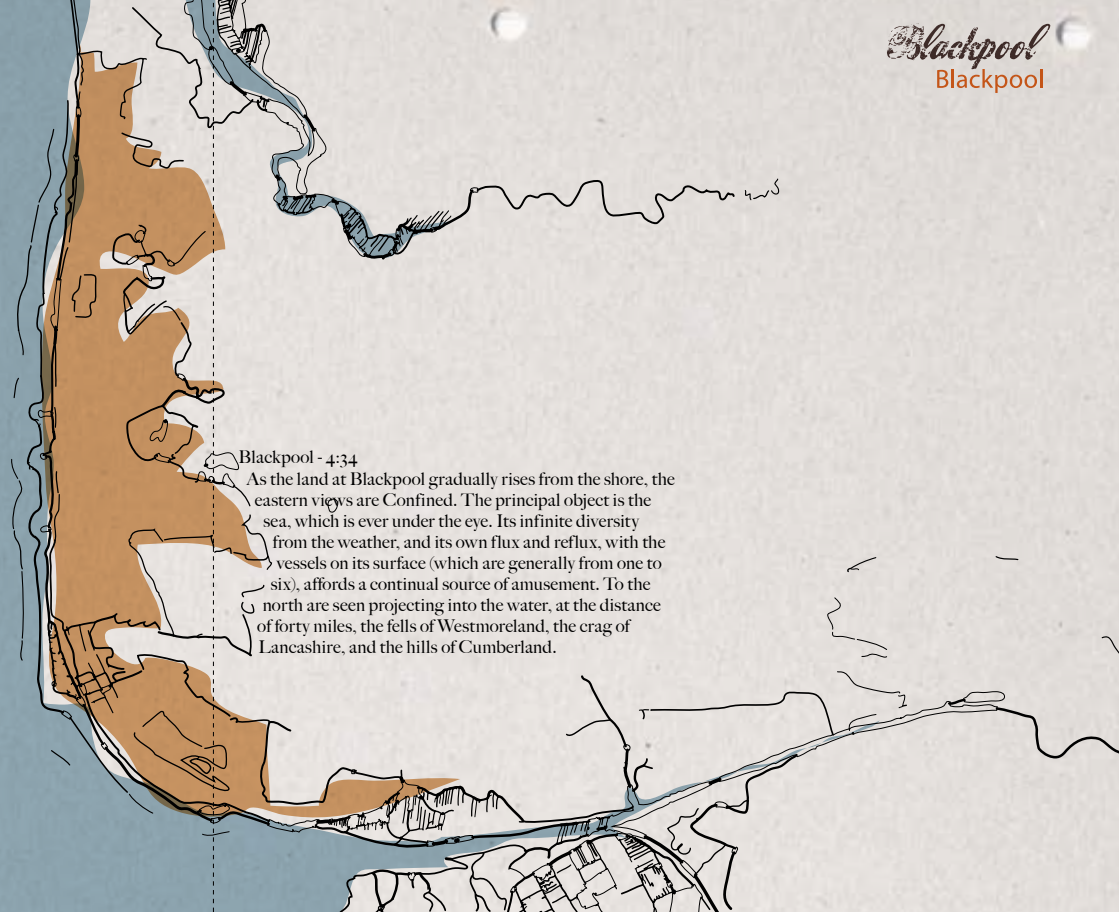 Blackpool
Blackpool
Blackpool - 4:34
As the land at Blackpool gradually rises from the shore, the
eastern views are Confined. The principal object is the
sea, which is ever under the eye. Its infinite diversity
from the weather, and its own flux and reflux, with the
vessels on its surface (which are generally from one to
six), affords a continual source of amusement. To the
north are seen projecting into the water, at the distance
of forty miles, the fells of Westmoreland, the crag of
Lancashire, and the hills of Cumberland.